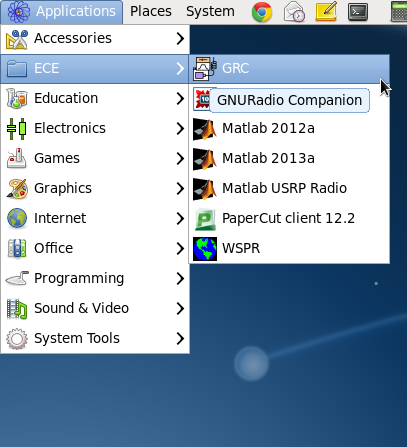 Applications Places System
Accessories
ECE
Education
Electronics
Games
Graphics
Internet
Office
Programming
Sound & Video
System Tools
GRC
10
GNURadio Companion
Matlab 2012a
Matlab 2013a
Matlab USRP Radio
PaperCut client 12.2
WSPR